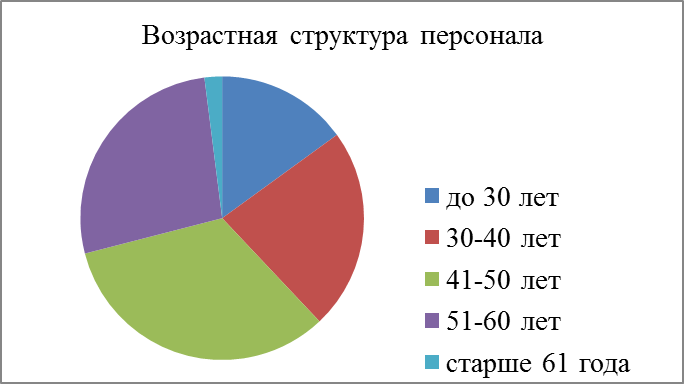 Возрастная структура персонала
до 30 лет
30-40 лет
41-50 лет
51-60 лет
старше 61 года